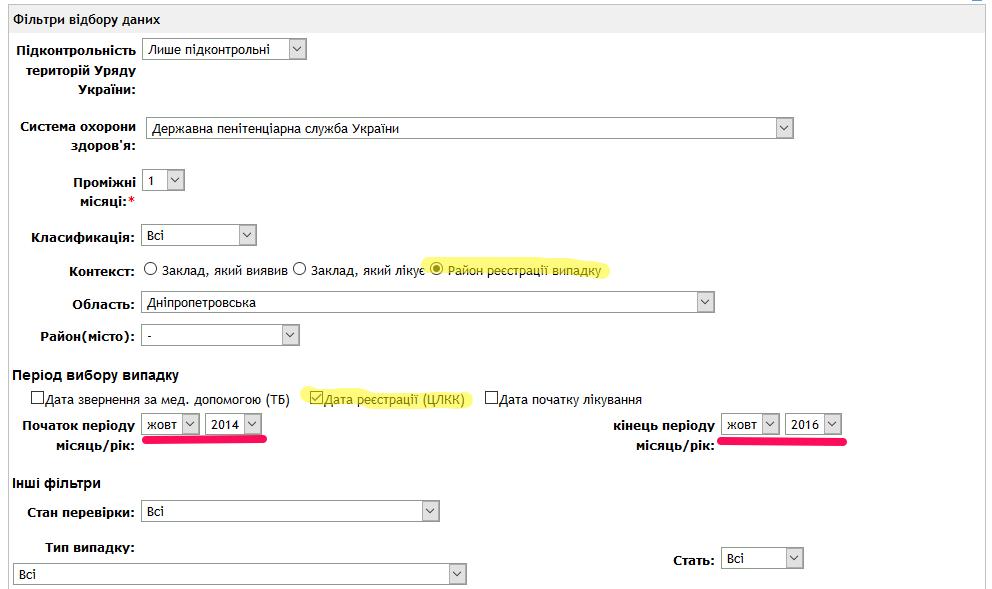 Фільтри відбору даних
Підконтрольність територій Уряду України: Лише підконтрольні
Система охорони здоров'я: Державна пенітенціарна служба України
Проміжні місяці:* 1
Класификація: Всі
Контекст: Заклад, який виявив Заклад, який лікує Район реєстрації випадку
Область: Дніпропетровська
Район(місто): -
Період вибору випадку
Дата звернення за мед. допомогою (ТБ) Дата реєстрації (ЦЛКК) Дата початку лікування
Початок періоду місяць/рік: жовт 2014 кінець періоду місяць/рік: жовт 2016
Інші фільтри
Стан перевірки: Всі
Тип випадку:
Всі
Стать: Всі